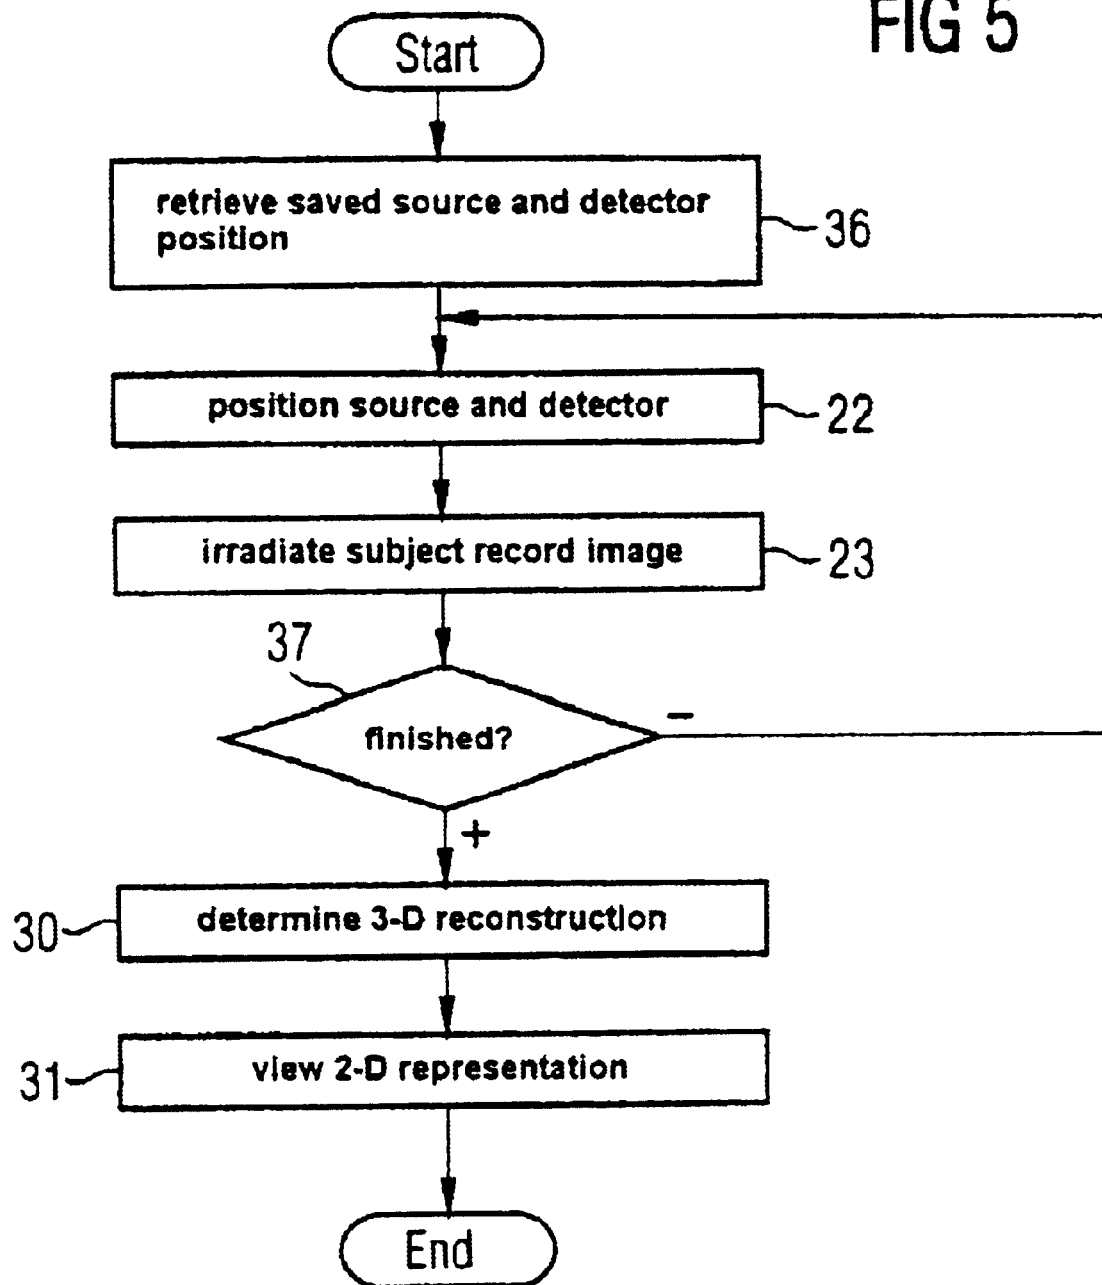 FIG 5
Start
retrieve saved source and detector
position
36
position source and detector
22
irradiate subject record image
23
37
finished?
-
+
30
determine 3-D reconstruction
31
view 2-D representation
End